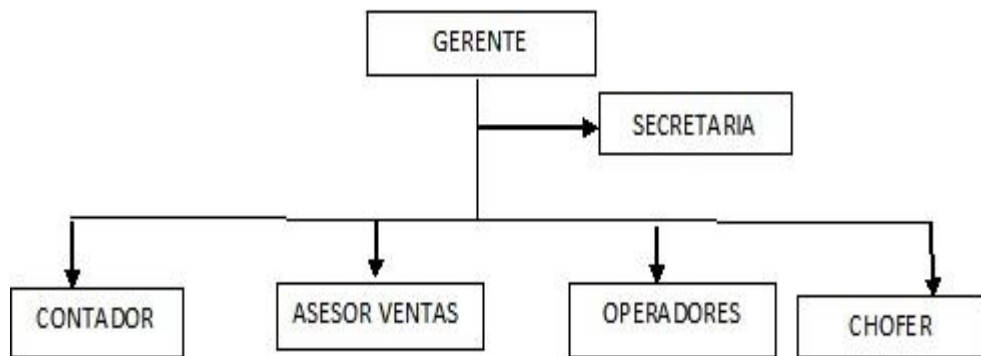 GERENTE
SECRETARIA
CONTADOR
ASESOR VENTAS
OPERADORES
CHOFER